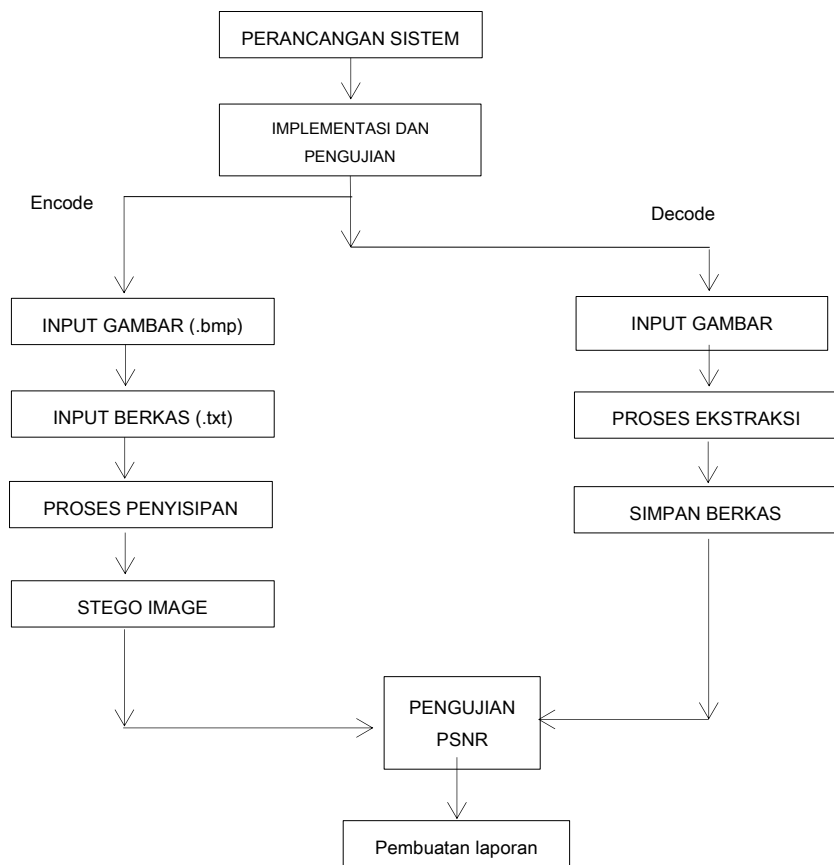 PERANCANGAN SISTEM
IMPLEMENTASI DAN
PENGUJIAN
Encode
Decode
INPUT GAMBAR (.bmp)
INPUT BERKAS (.txt)
PROSES PENYISIPAN
STEGO IMAGE
INPUT GAMBAR
PROSES EKSTRAKSI
SIMPAN BERKAS
PENGUJIAN
PSNR
Pembuatan laporan